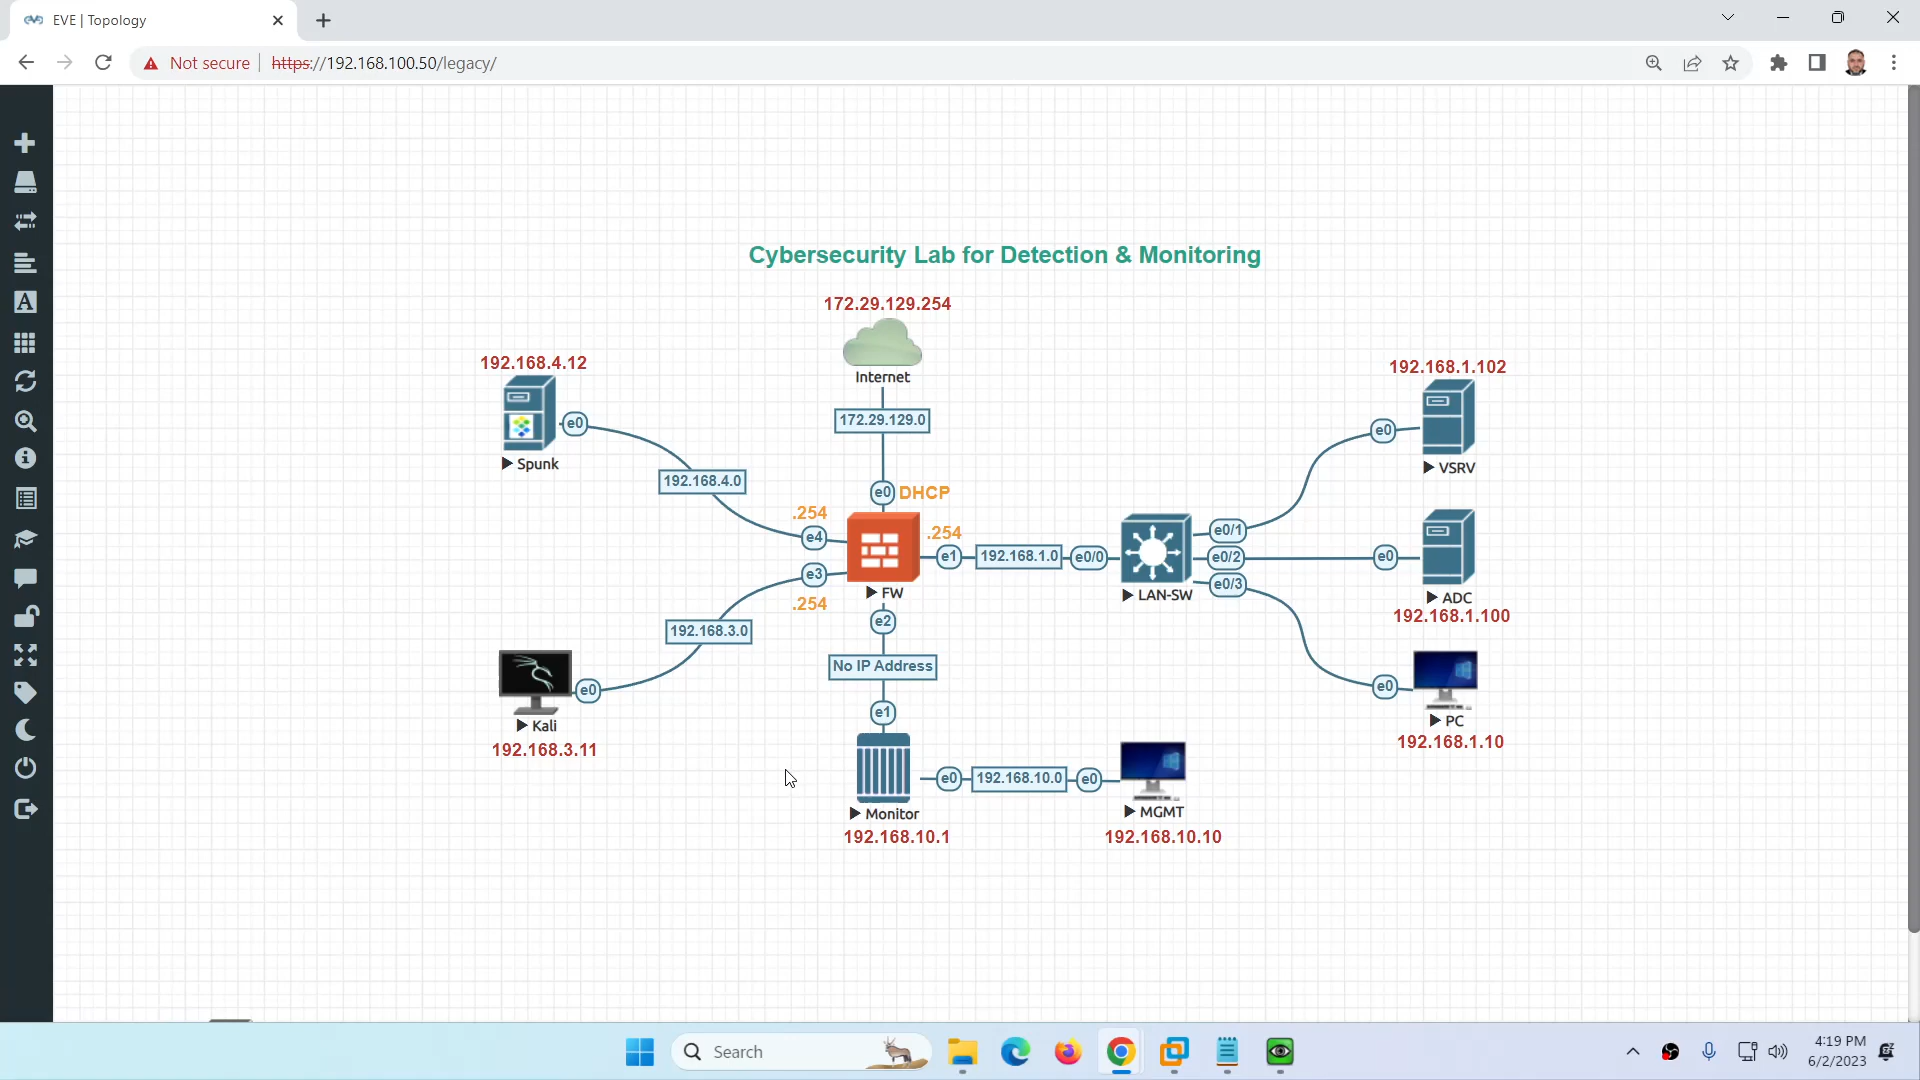 EVE | Topology
Not secure
https://192.168.100.50/legacy/
Cybersecurity Lab for Detection & Monitoring
172.29.129.254
Internet
172.29.129.0
e0 DHCP
192.168.4.12
e0
Spunk
192.168.4.0
.254
e4
192.168.1.102
e0
VSRV
.254
e1 192.168.1.0 e0/0
FW
LAN-SW
e0/1
e0/2
e0/3
e0
ADC
192.168.1.100
e3
.254
192.168.3.0
e0
Kali
192.168.3.11
e2
No IP Address
e1
e0
PC
192.168.1.10
Monitor
192.168.10.1
e0 192.168.10.0 e0
MGMT
192.168.10.10
Search
4:19 PM
6/2/2023